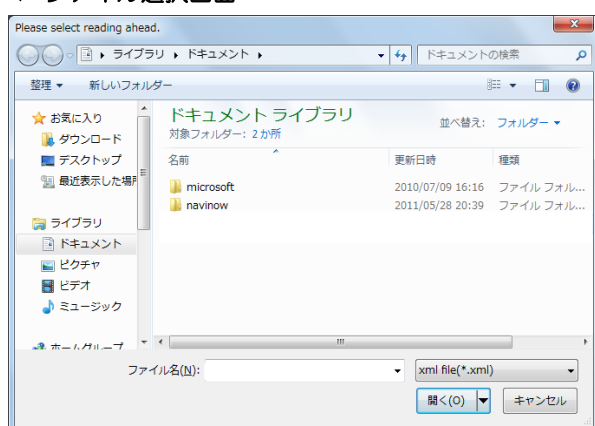 Please select reading ahead.
ライブラリ ドキュメント
ドキュメントの検索
整理 新しいフォルダー
お気に入り
ダウンロード
デスクトップ
最近表示した場所
ライブラリ
ドキュメント
ピクチャ
ビデオ
ミュージック
ホームグループ
ドキュメント ライブラリ
対象フォルダー: 2 か所
並べ替え: フォルダー
名前 更新日時 種類
microsoft 2010/07/09 16:16 ファイル フォル...
navinow 2011/05/28 20:39 ファイル フォル...
ファイル名(N):
xml file(*.xml)
開く(O) キャンセル